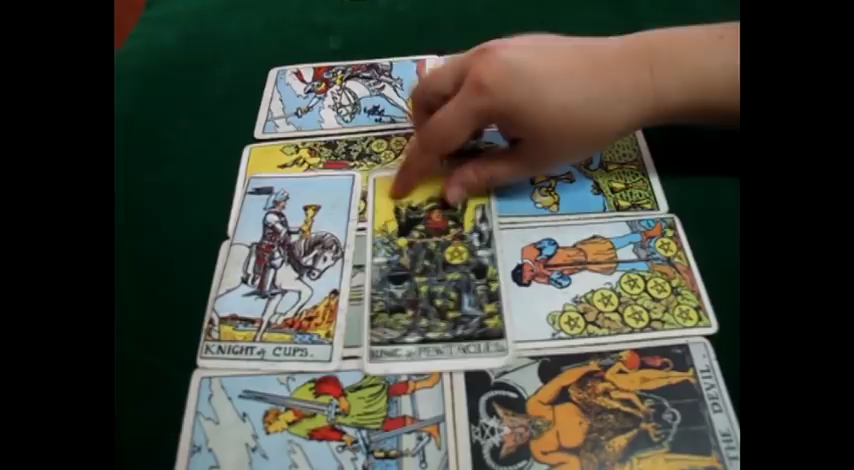 KNIGHT of CUPS.
KING of PENTACLES.
THE DEVIL.